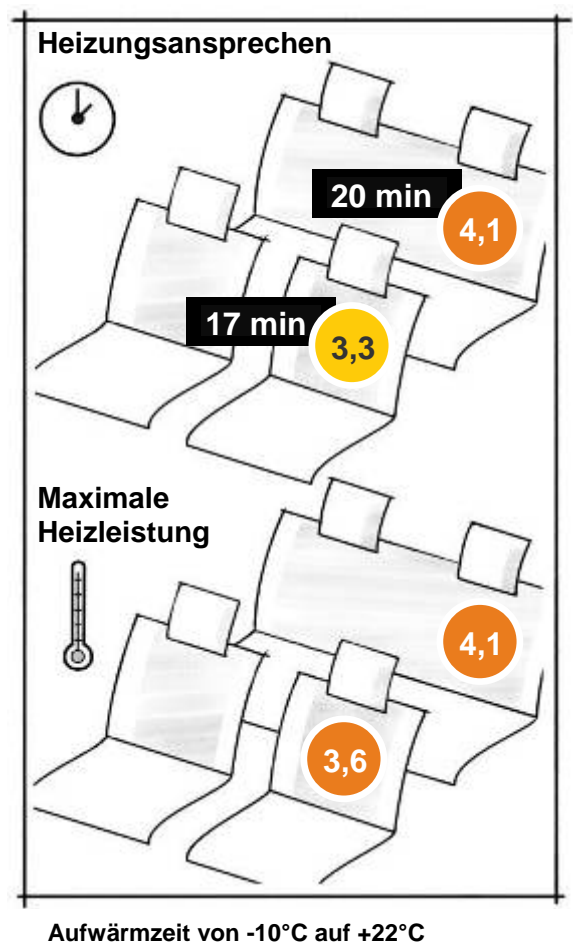 Heizungsansprechen
20 min
4,1
17 min
3,3
Maximale
Heizleistung
4,1
3,6
Aufwärmzeit von -10°C auf +22°C